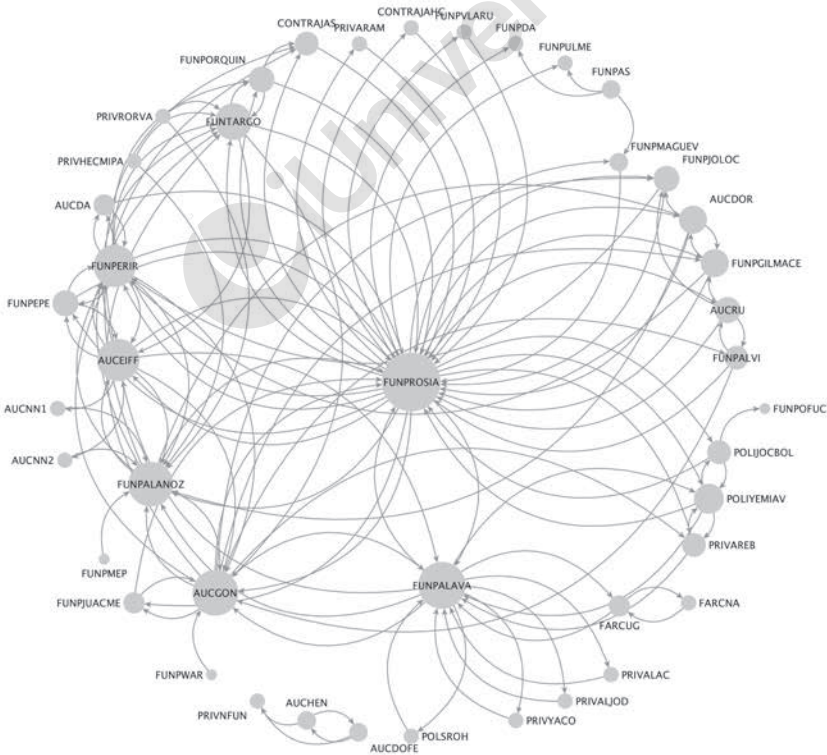 CONTRAJAHC
FUNPVLARU
CONTRAJAS
PRIVARAM
FUNPDA
FUNPULME
FUNPORQUIN
FUNPAS
PRIVRORVA
FUNTARGO
FUNPMAGUEV
PRIVHECMIPA
FUNPJOLOC
AUCDA
AUCDOR
FUNPERIR
FUNPGILMACE
FUNPEPE
AUCRU
AUCEIFF
FUNPALVI
FUNPROSIA
AUCNN1
FUNPOFUC
AUCNN2
POLIJOCBOL
FUNPALANOZ
POLIYEMIAV
PRIVAREB
FUNPMEP
FUNPALAVA
AUCGON
FUNPJUACME
FARCNA
FARCUG
FUNPWAR
PRIVALAC
AUCHEN
PRIVALJOD
PRIVNFUN
PRIVYACO
POLSROH
AUCDOFE
iUniver